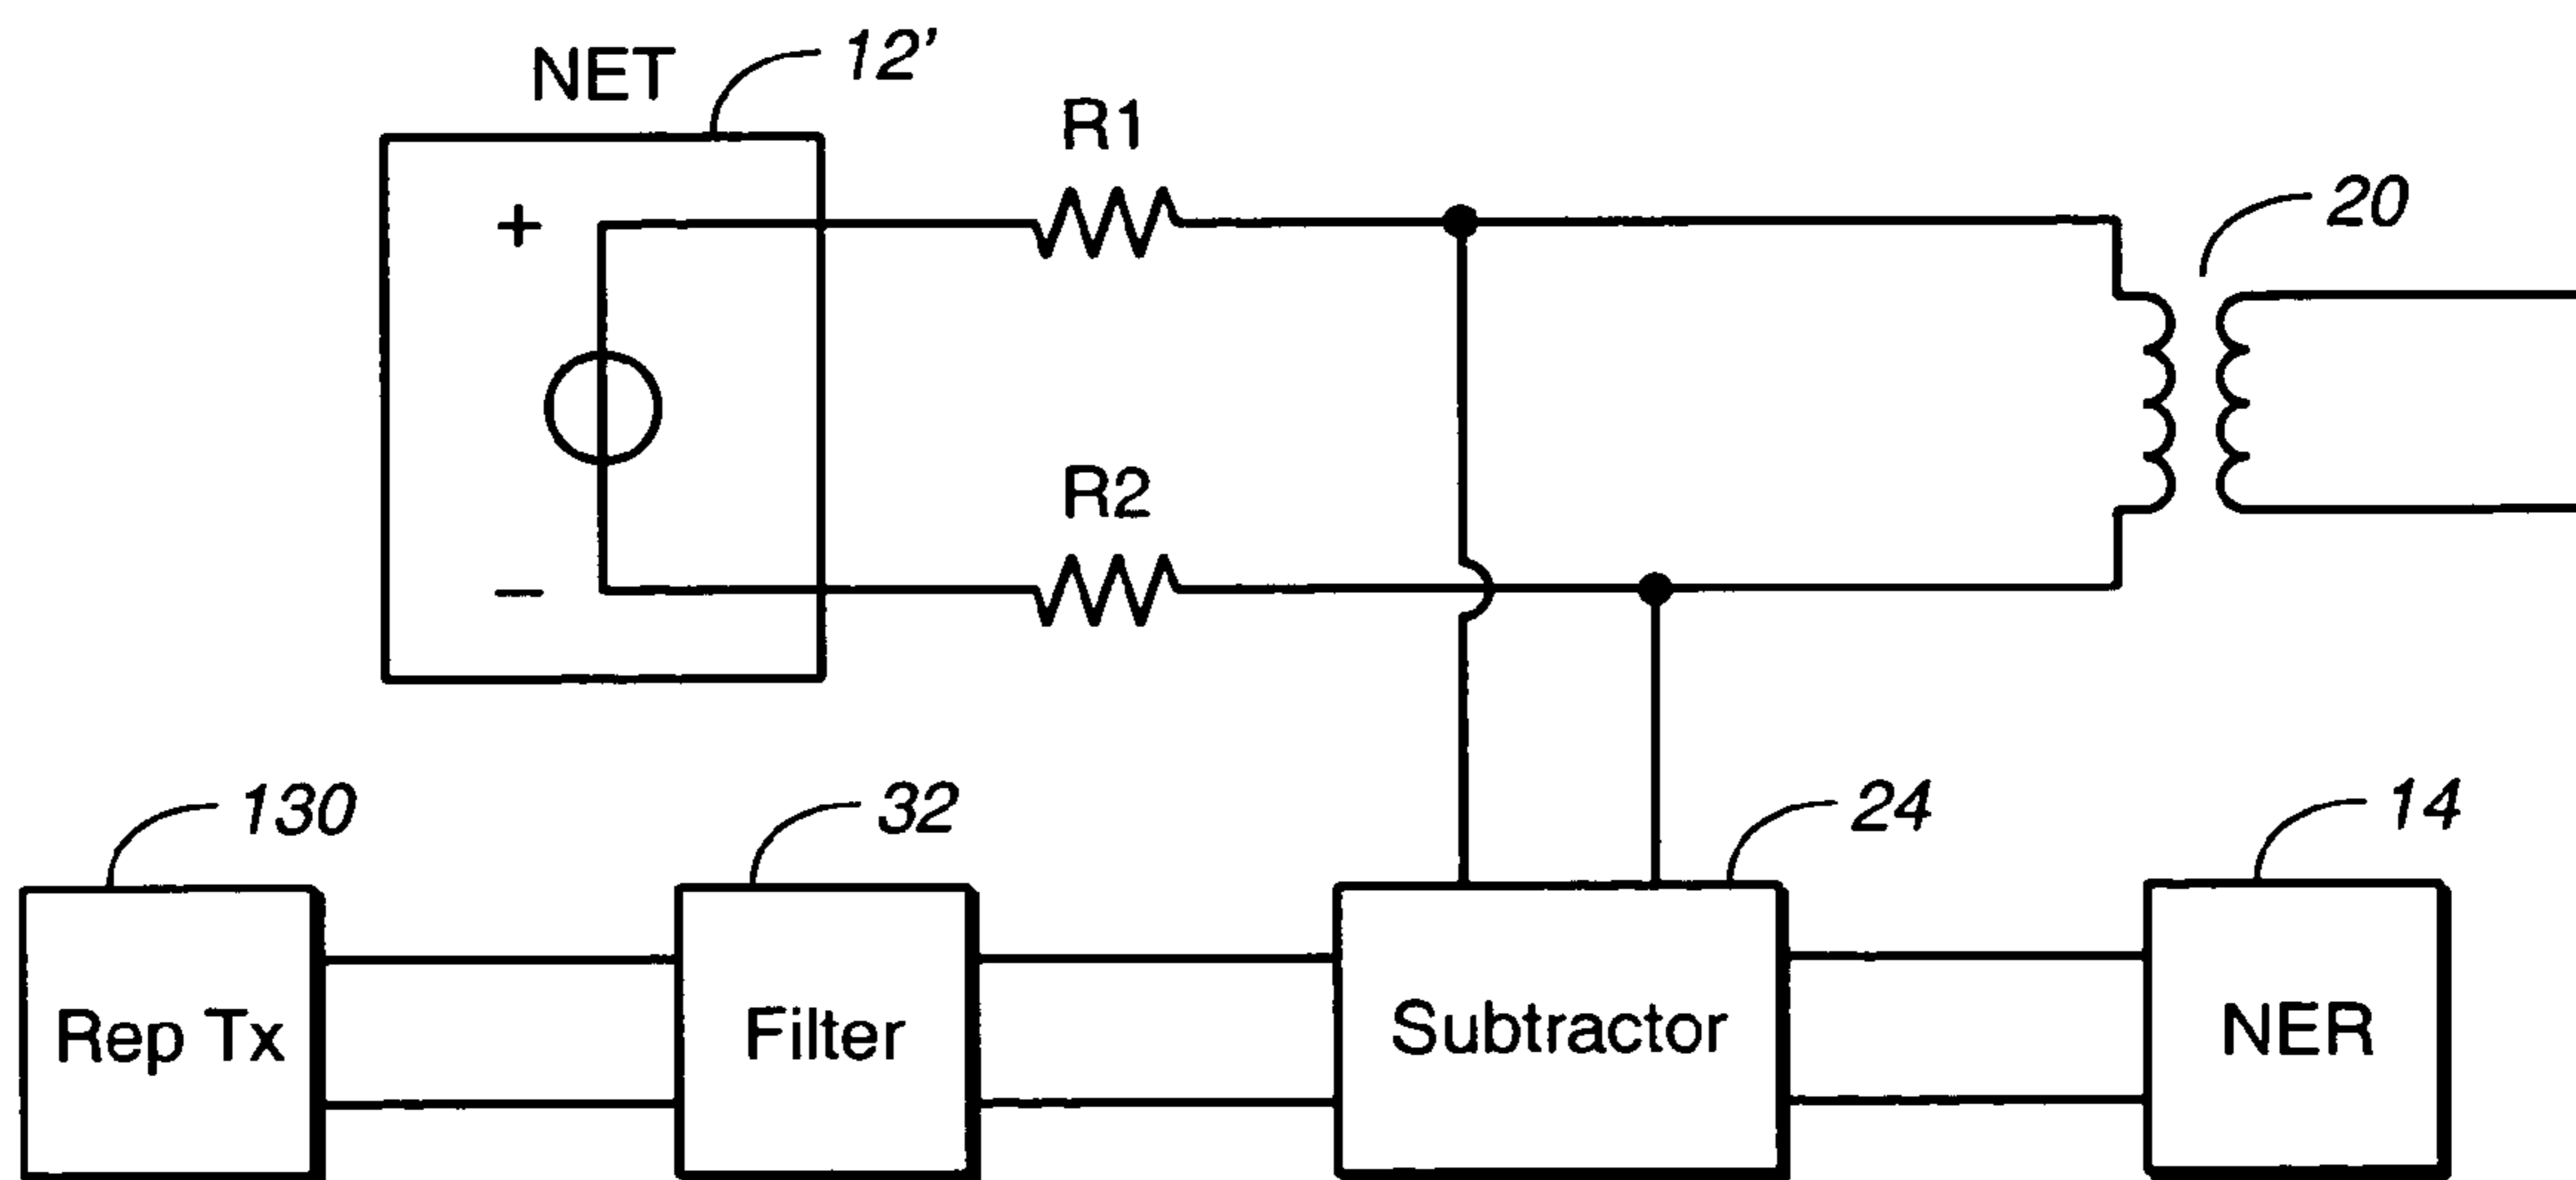 NET
12'
R1
+
20
R2
−
130
32
24
14
Rep Tx
Filter
Subtractor
NER